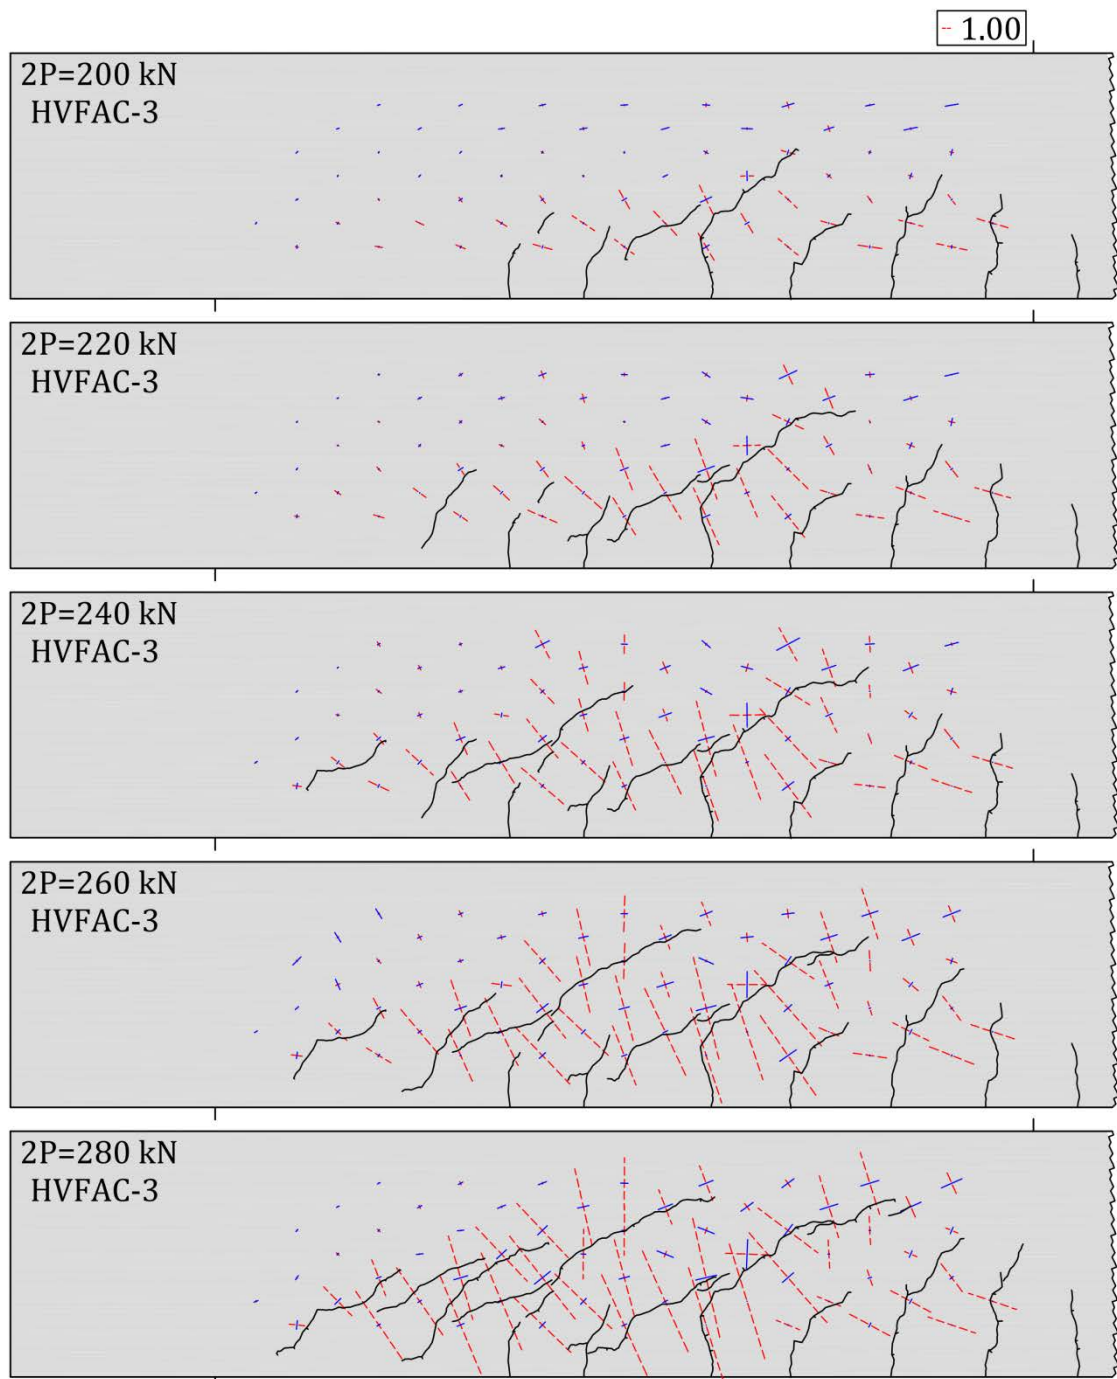 1.00
2P=200 kN
HVFAC-3
2P=220 kN
HVFAC-3
2P=240 kN
HVFAC-3
2P=260 kN
HVFAC-3
2P=280 kN
HVFAC-3